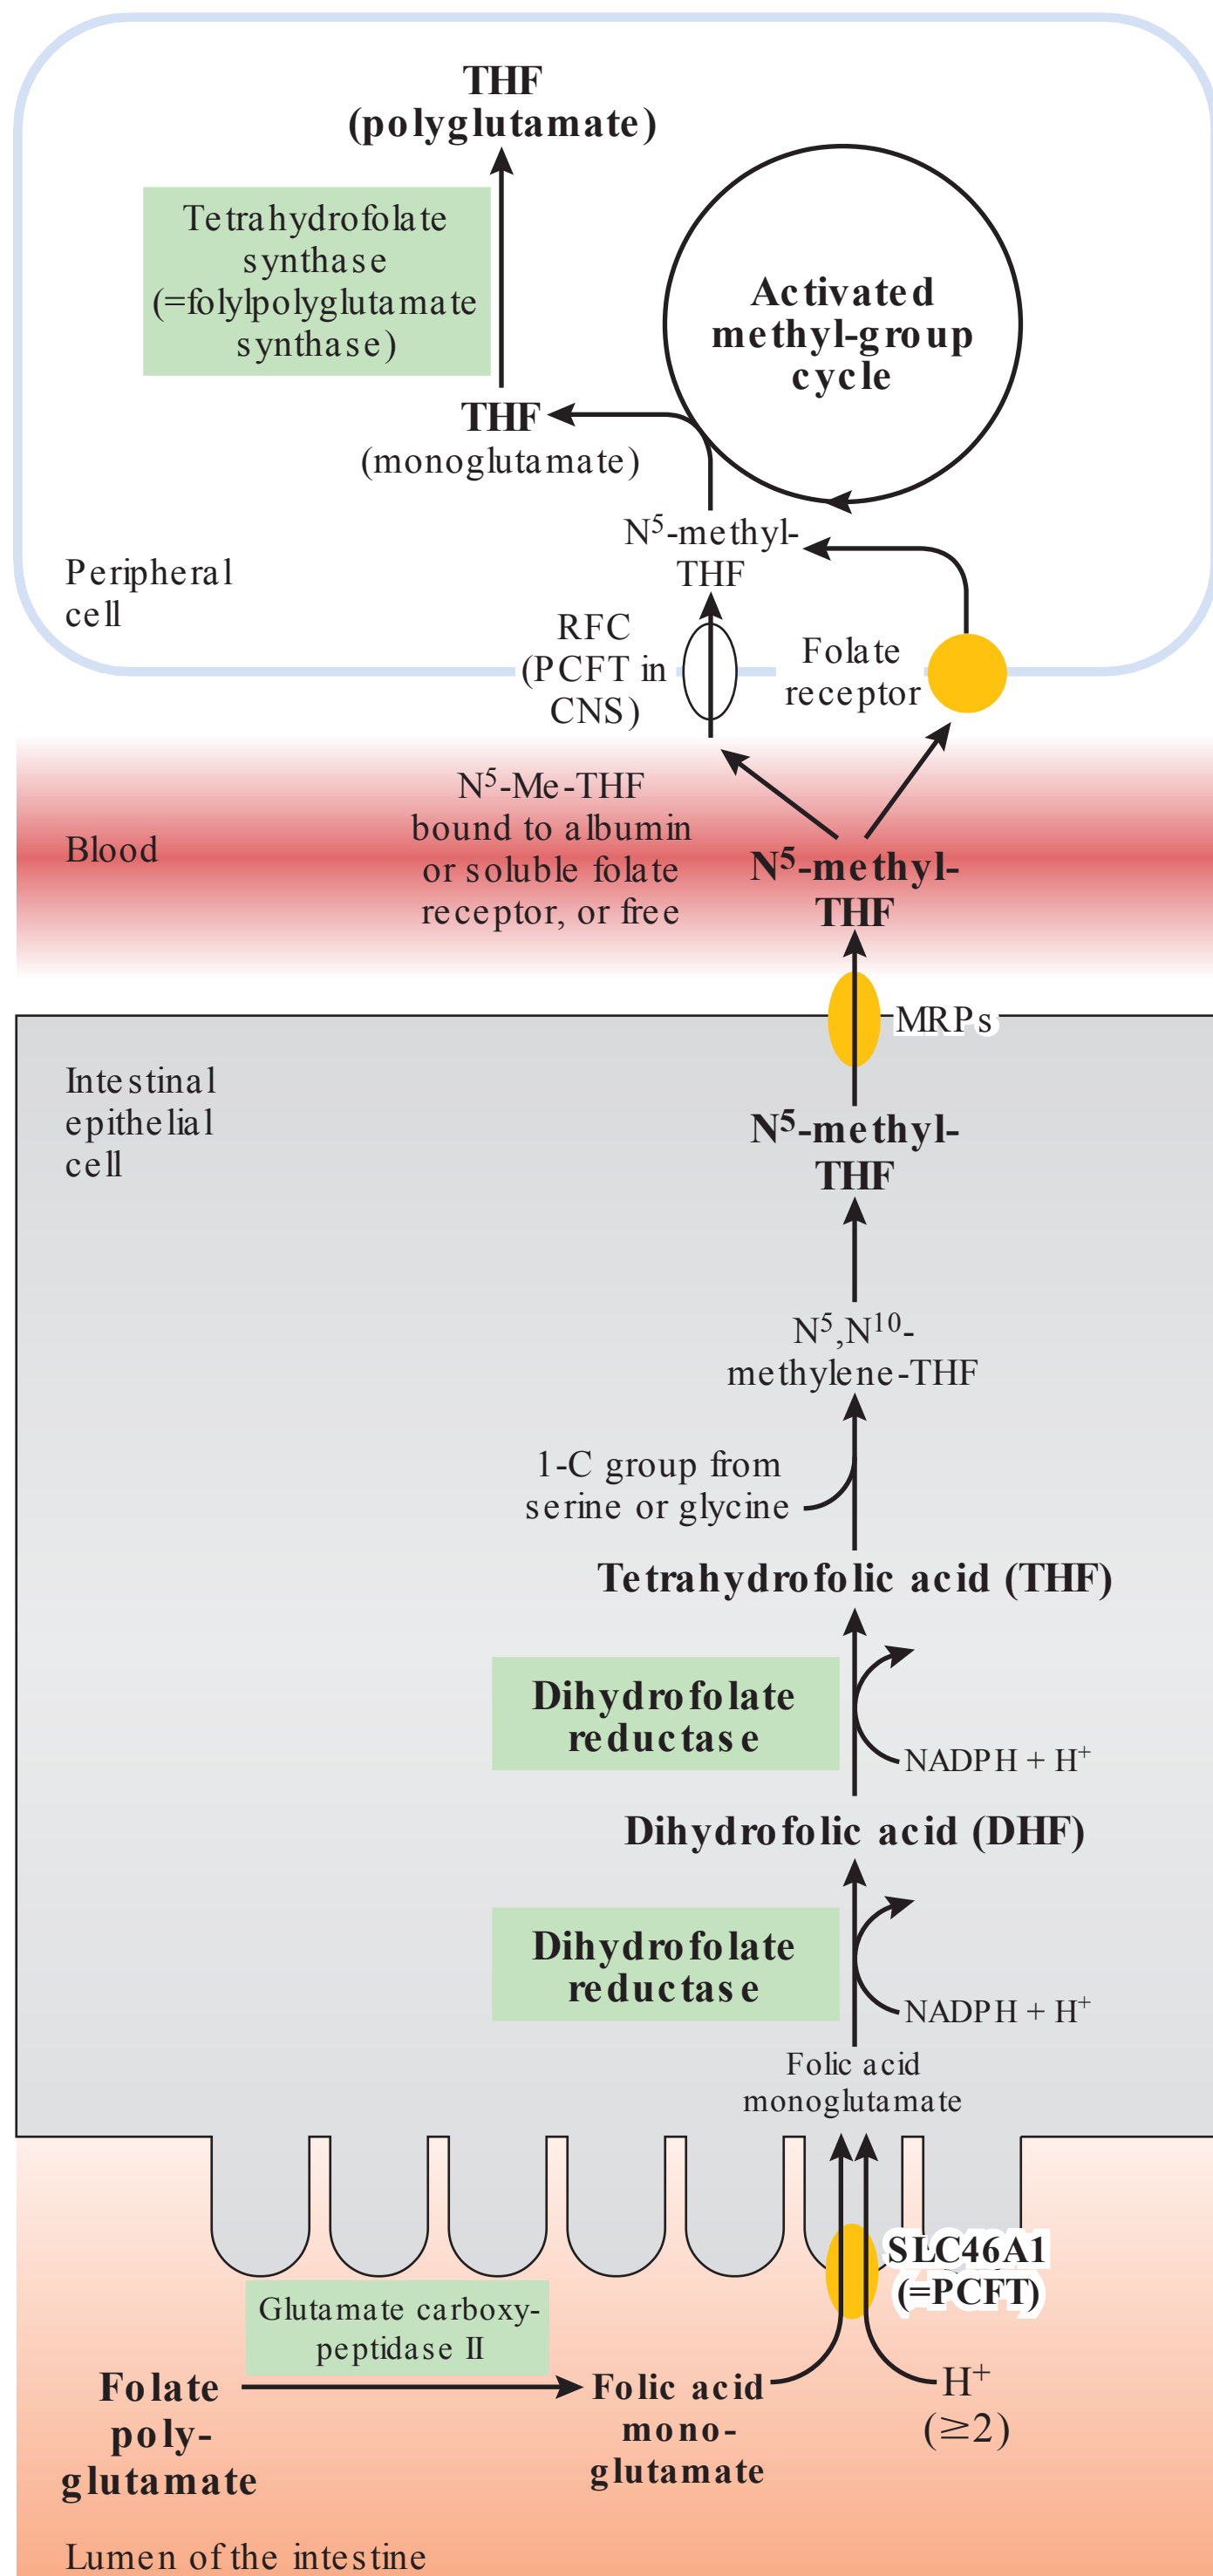 THF
(polyglutamate)
Tetrahydrofolate
synthase
(=folylpolyglutamate
synthase)
Activated
methyl-group
cycle
THF
(monoglutamate)
N⁵-methyl-
THF
Peripheral
cell
RFC
(PCFT in
CNS)
Folate
receptor
N⁵-Me-THF
bound to albumin
or soluble folate
receptor, or free
Blood
N⁵-methyl-
THF
MRPs
Intestinal
epithelial
cell
N⁵-methyl-
THF
N⁵,N¹⁰-
methylene-THF
1-C group from
serine or glycine
Tetrahydrofolic acid (THF)
Dihydrofolate
reductase
NADPH + H⁺
Dihydrofolic acid (DHF)
Dihydrofolate
reductase
NADPH + H⁺
Folic acid
monoglutamate
SLC46A1
(=PCFT)
Glutamate carboxy-
peptidase II
Folate
poly-
glutamate
Folic acid
mono-
glutamate
H⁺
(≥2)
Lumen of the intestine